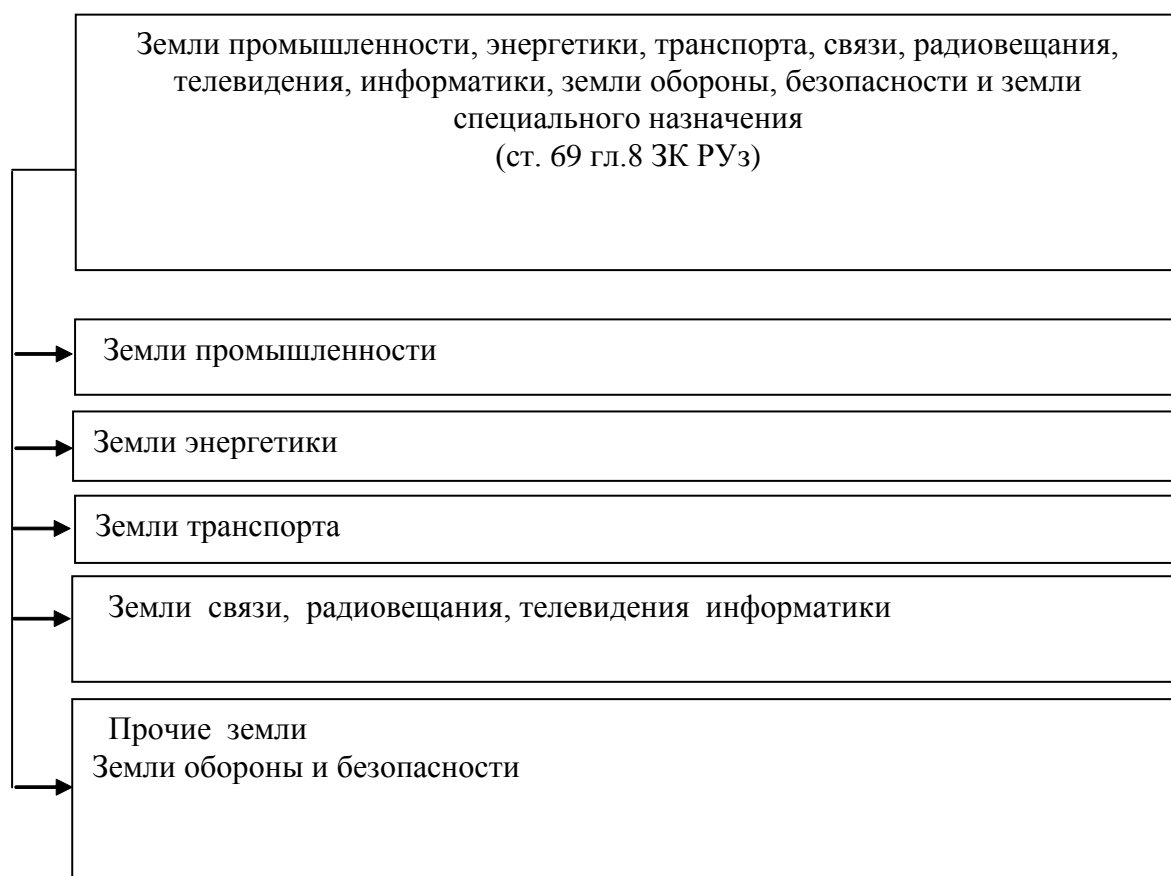 Земли промышленности, энергетики, транспорта, связи, радиовещания,
телевидения, информатики, земли обороны, безопасности и земли
специального назначения
(ст. 69 гл.8 ЗК РУз)
Земли промышленности
Земли энергетики
Земли транспорта
Земли связи, радиовещания, телевидения информатики
Прочие земли
Земли обороны и безопасности